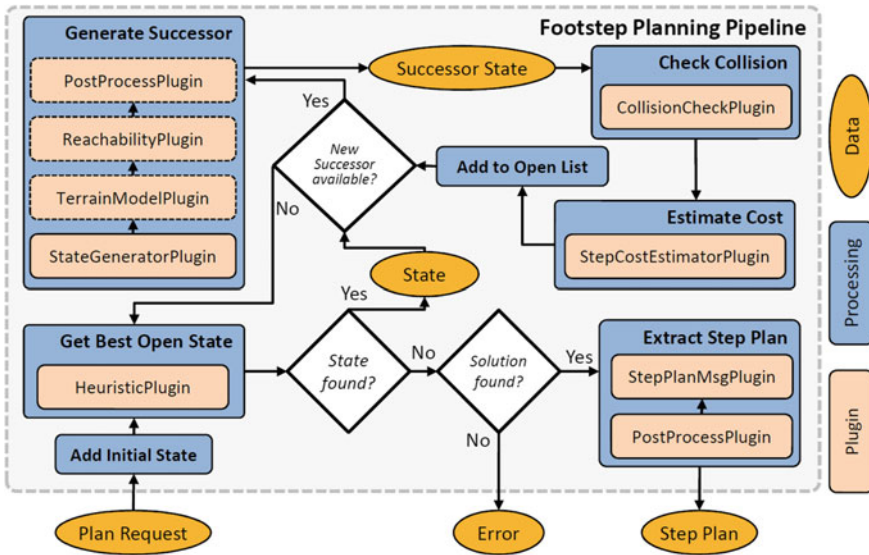 Footstep Planning Pipeline
Generate Successor
PostProcessPlugin
ReachabilityPlugin
TerrainModelPlugin
StateGeneratorPlugin
Successor State
Check Collision
CollisionCheckPlugin
Yes
New
Successor
available?
No
Add to Open List
Estimate Cost
StepCostEstimatorPlugin
State
Yes
Get Best Open State
HeuristicPlugin
State
found?
No
Solution
found?
Yes
No
Extract Step Plan
StepPlanMsgPlugin
PostProcessPlugin
Add Initial State
Plan Request
Error
Step Plan
Data
Processing
Plugin